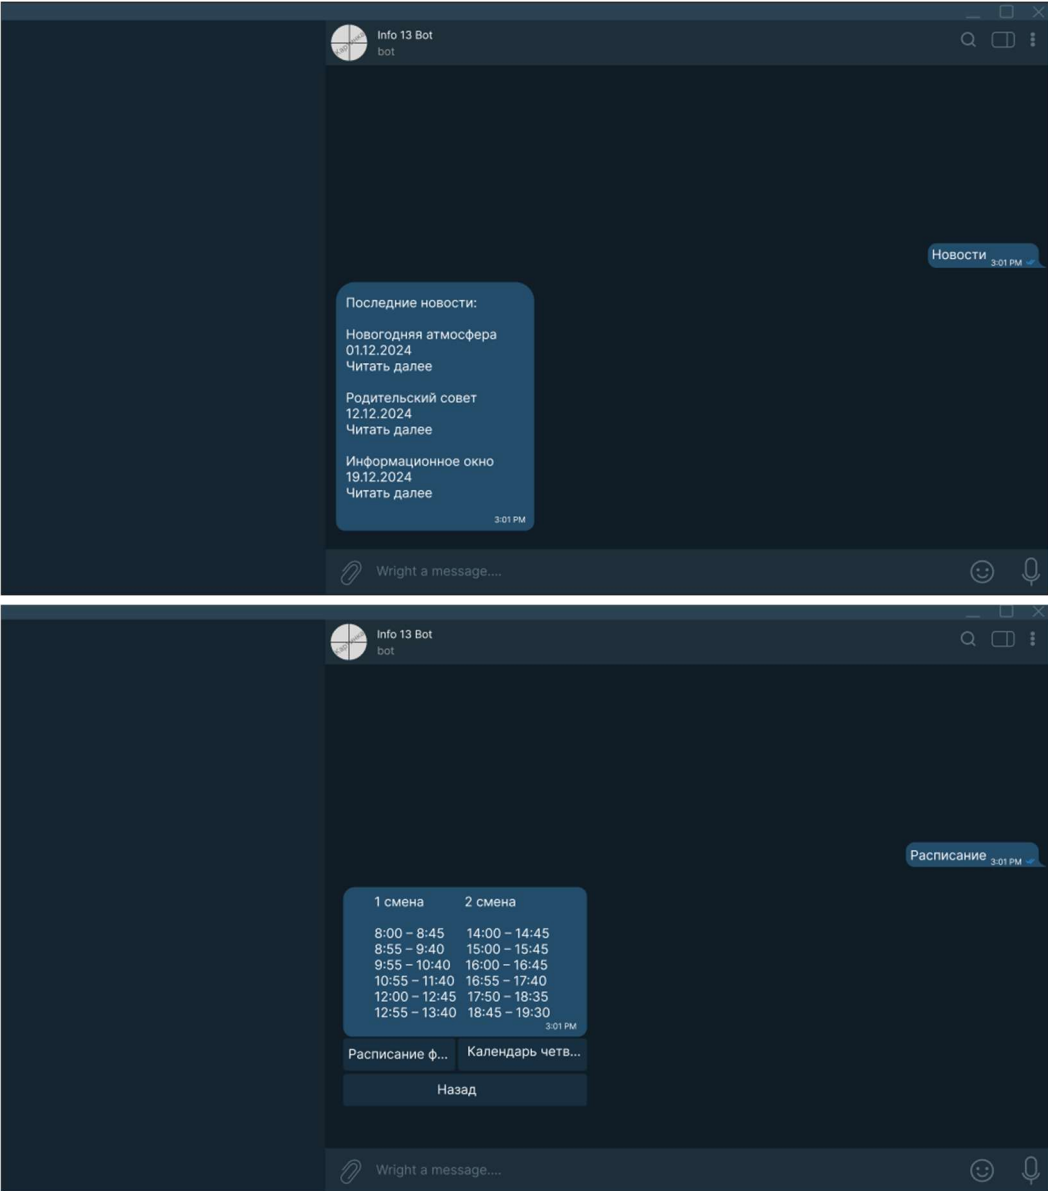 Info 13 Bot
bot
Новости 3:01 PM
Последние новости:
Новогодняя атмосфера
01.12.2024
Читать далее
Родительский совет
12.12.2024
Читать далее
Информационное окно
19.12.2024
Читать далее
3:01 PM
Wright a message....
Info 13 Bot
bot
Расписание 3:01 PM
1 смена 2 смена
8:00 – 8:45 14:00 – 14:45
8:55 – 9:40 15:00 – 15:45
9:55 – 10:40 16:00 – 16:45
10:55 – 11:40 16:55 – 17:40
12:00 – 12:45 17:50 – 18:35
12:55 – 13:40 18:45 – 19:30
3:01 PM
Расписание ф... Календарь четв...
Назад
Wright a message....